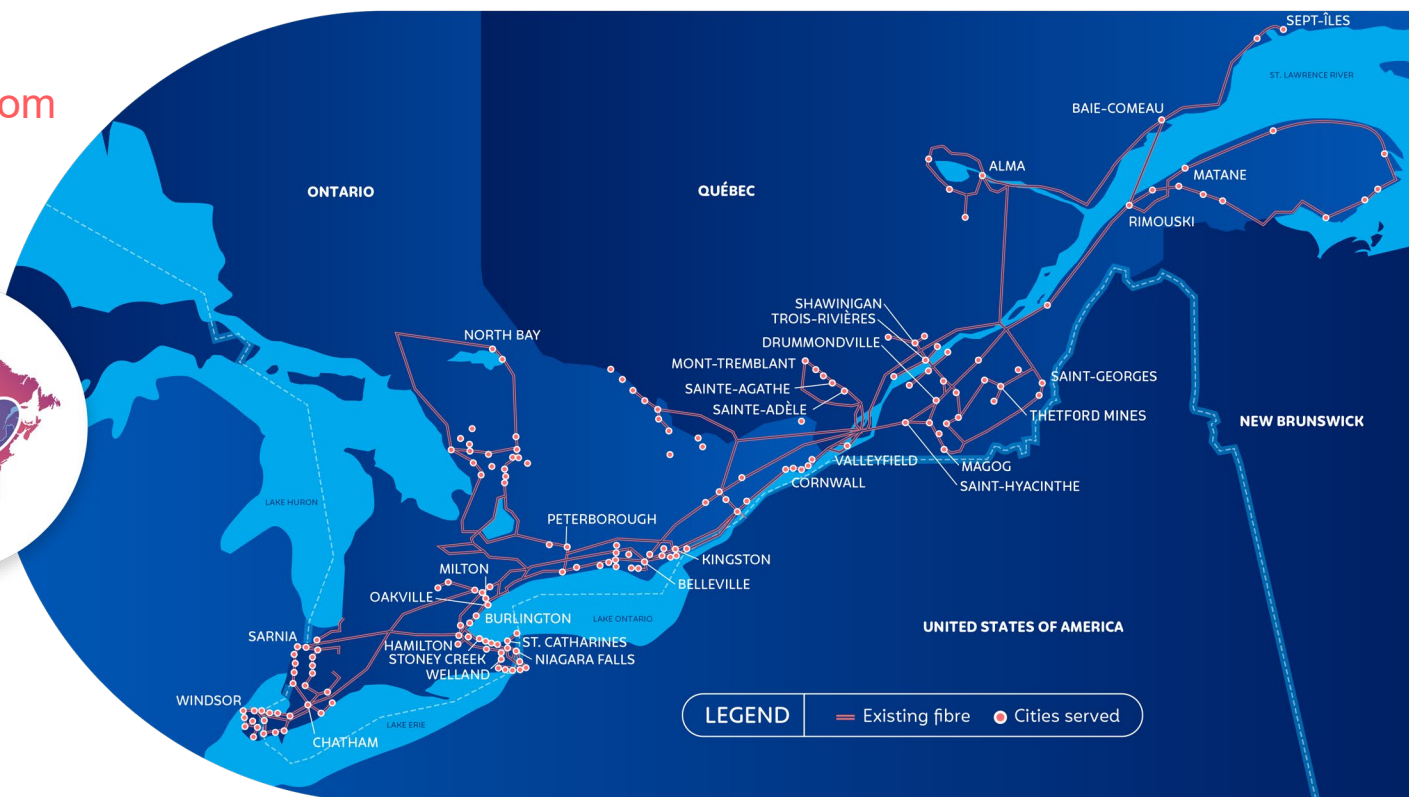 om
SEPT-ÎLES
ST. LAWRENCE RIVER
BAIE-COMEAU
ALMA
MATANE
ONTARIO
QUÉBEC
RIMOUSKI
SHAWINIGAN
TROIS-RIVIÈRES
NORTH BAY
DRUMMONDVILLE
MONT-TREMBLANT
SAINT-GEORGES
SAINTE-AGATHE
SAINTE-ADÈLE
THETFORD MINES
NEW BRUNSWICK
VALLEYFIELD
MAGOG
CORNWALL
SAINT-HYACINTHE
LAKE HURON
PETERBOROUGH
KINGSTON
MILTON
BELLEVILLE
OAKVILLE
BURLINGTON
LAKE ONTARIO
UNITED STATES OF AMERICA
SARNIA
HAMILTON
ST. CATHARINES
STONEY CREEK
NIAGARA FALLS
WELLAND
WINDSOR
LAKE ERIE
CHATHAM
LEGEND
Existing fibre
Cities served